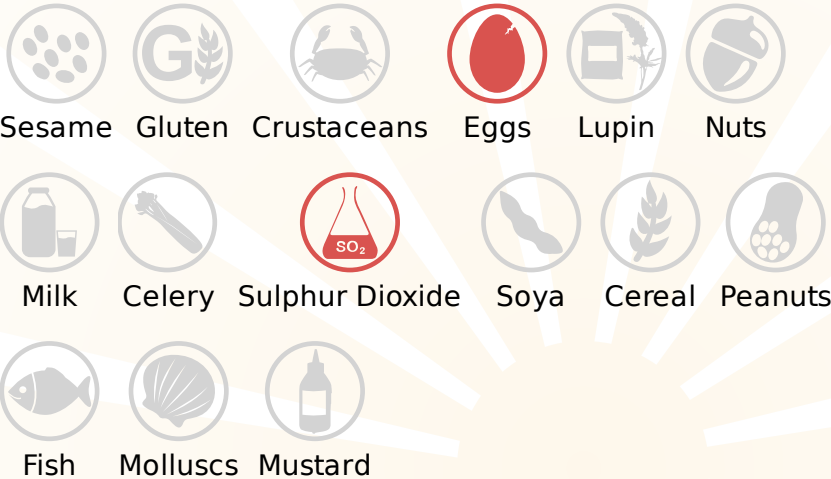 G
Sesame Gluten Crustaceans Eggs Lupin Nuts
SO₂
Milk Celery Sulphur Dioxide Soya Cereal Peanuts
Fish Molluscs Mustard